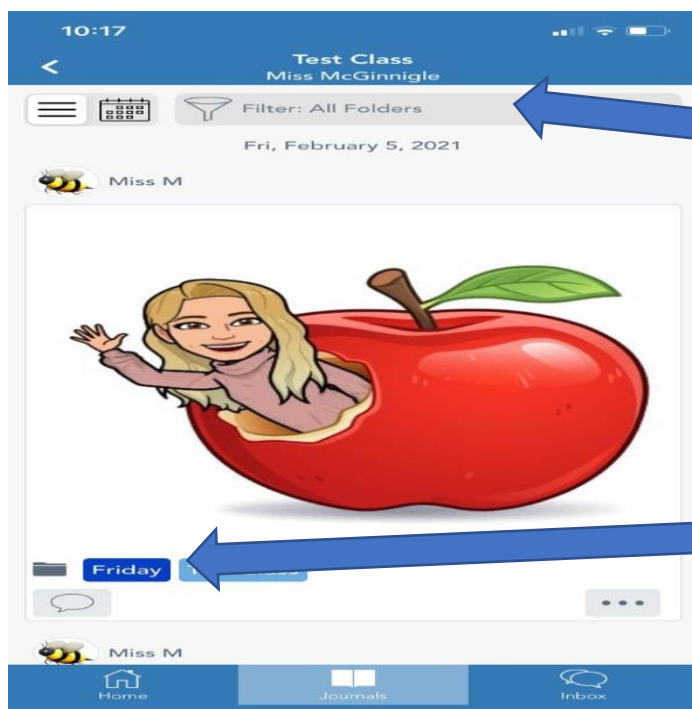 10:17
Test Class
Miss McGinnigle
Filter: All Folders
Fri, February 5, 2021
Miss M
Friday
Miss M
Home
Journals
Inbox